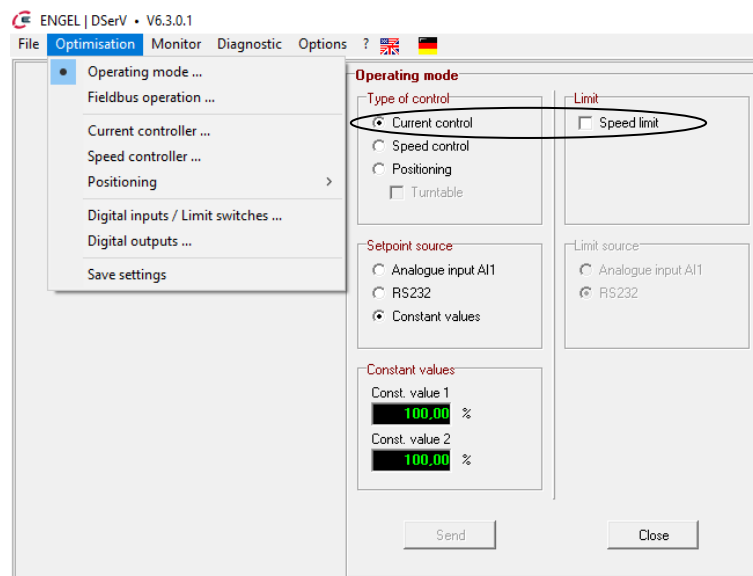 ENGEL | DSerV • V6.3.0.1
File Optimisation Monitor Diagnostic Options ?
Operating mode ...
Fieldbus operation ...
Current controller ...
Speed controller ...
Positioning
Digital inputs / Limit switches ...
Digital outputs ...
Save settings
Operating mode
Type of control
Current control
Speed control
Positioning
Turntable
Limit
Speed limit
Setpoint source
Analogue input AI1
RS232
Constant values
Limit source
Analogue input AI1
RS232
Constant values
Const. value 1
100,00 %
Const. value 2
100,00 %
Send
Close